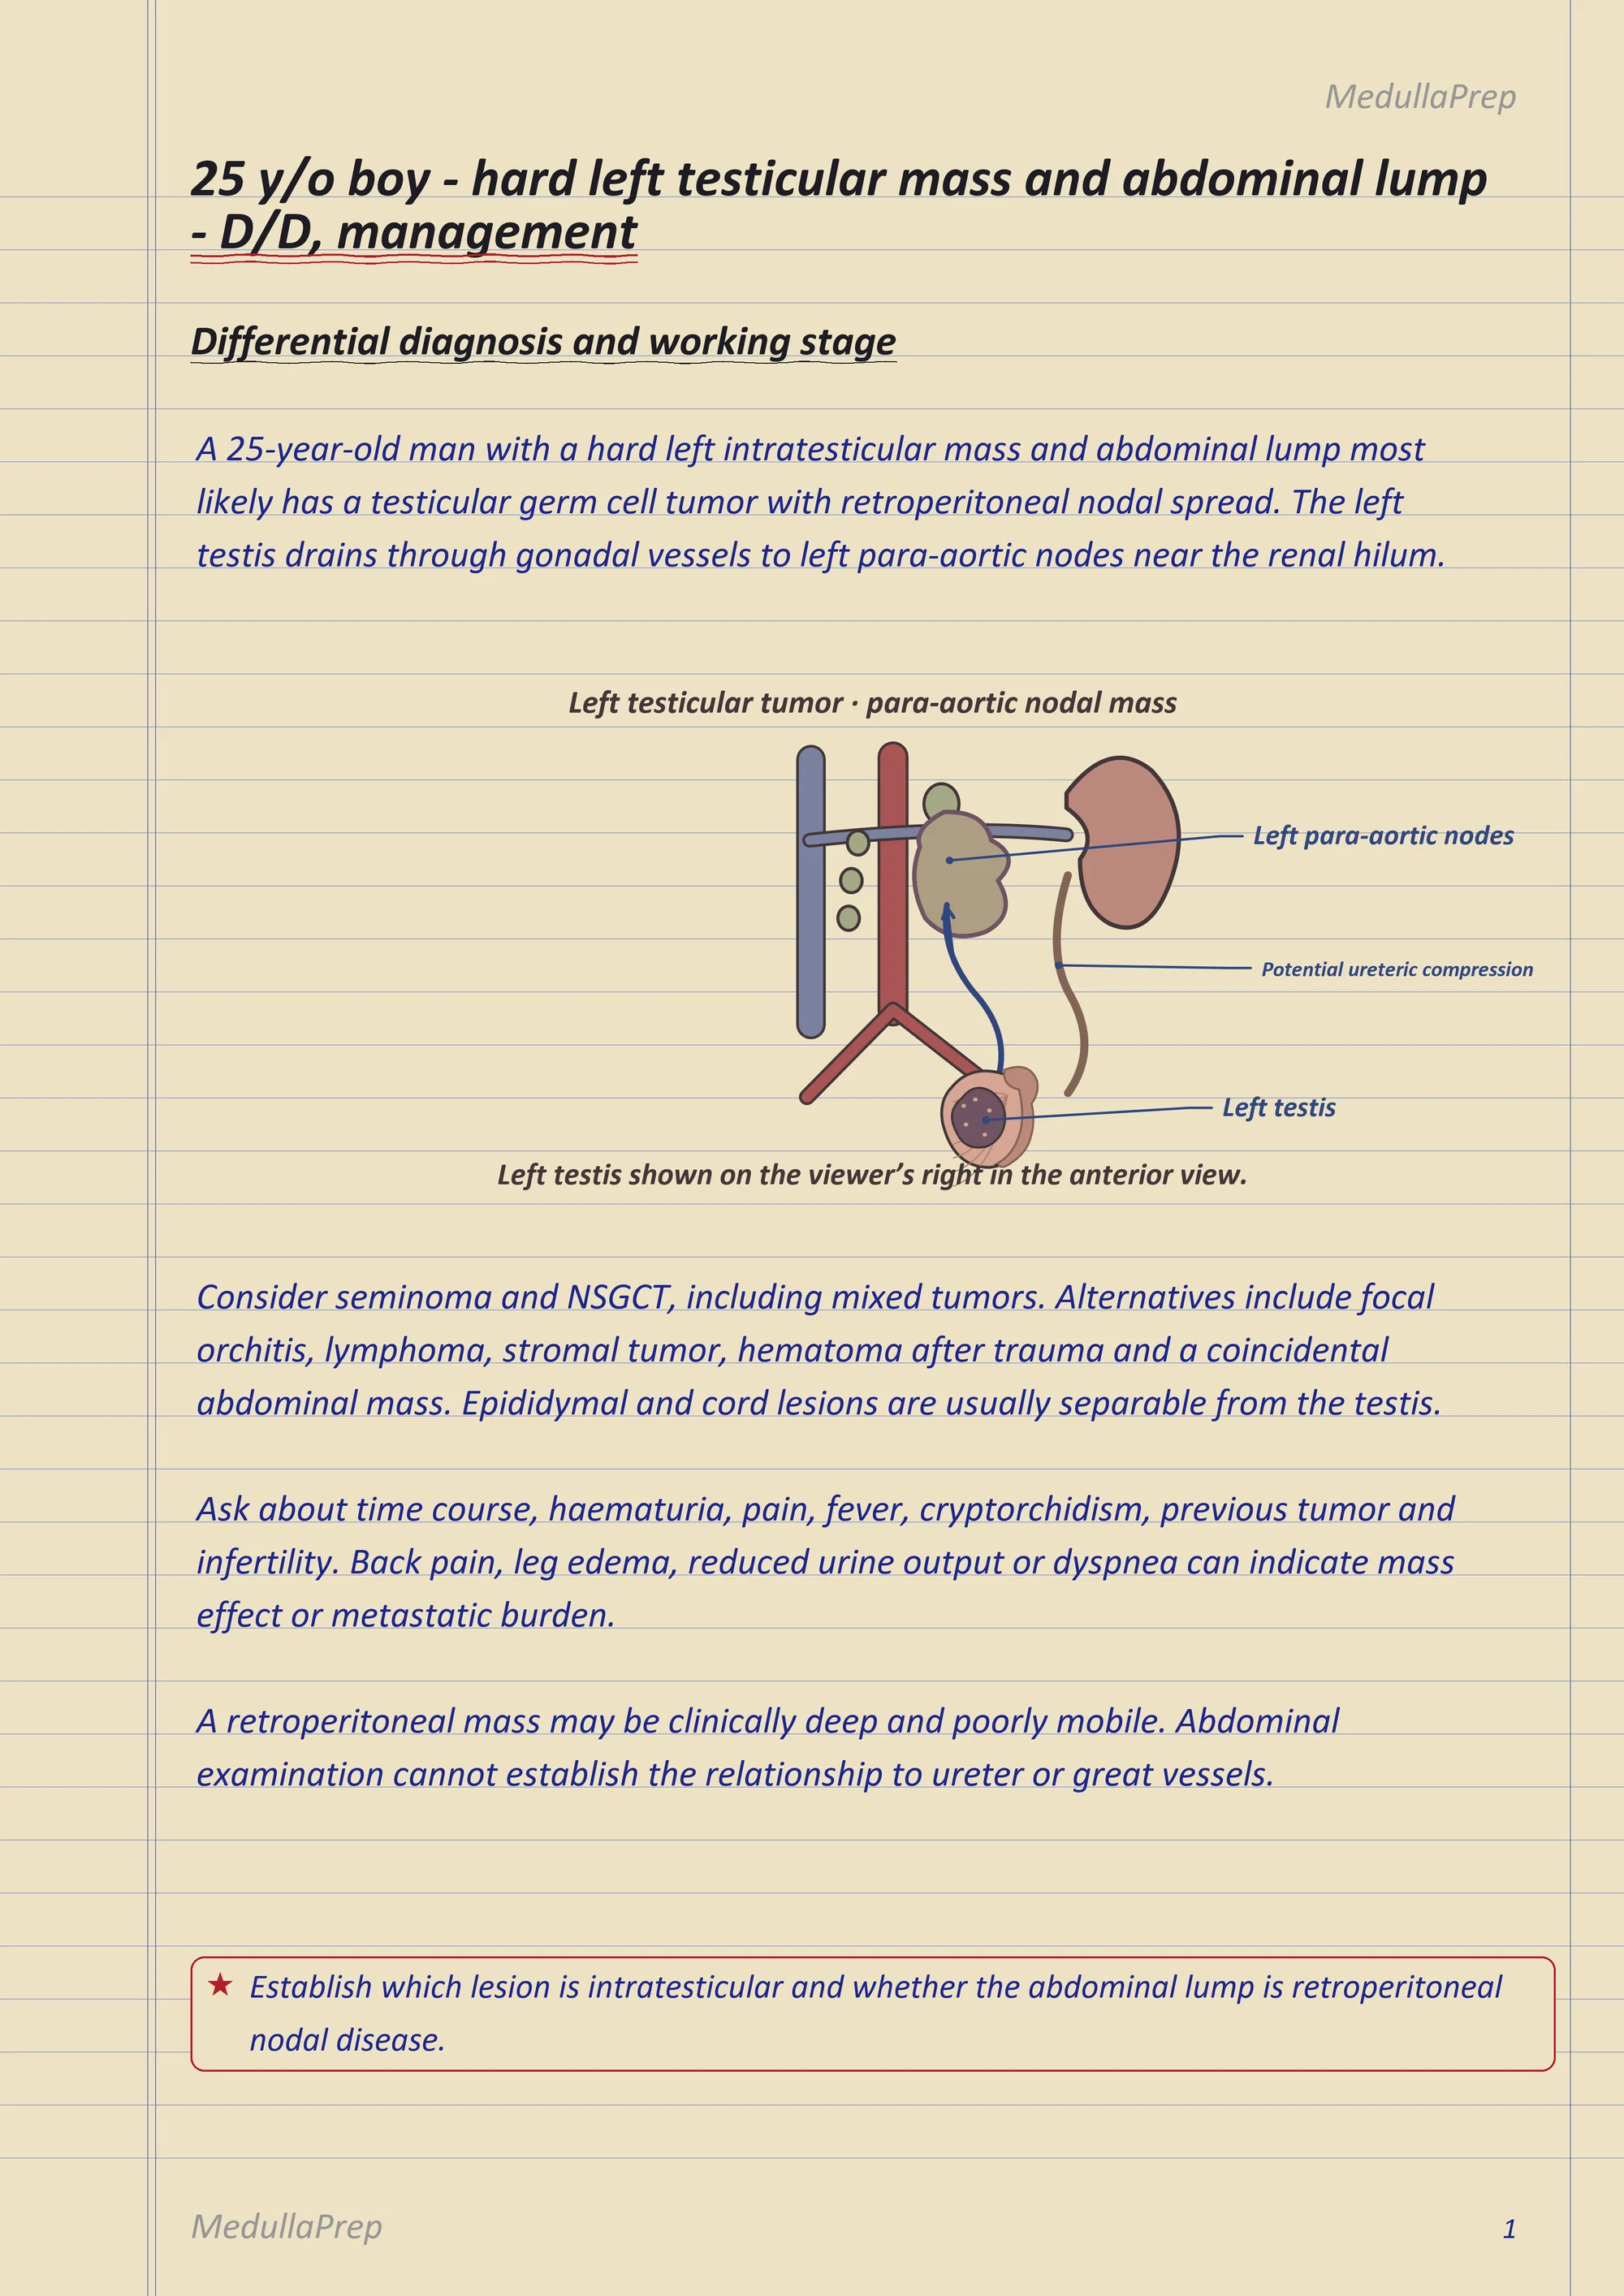 MedullaPrep
25 y/o boy - hard left testicular mass and abdominal lump
- D/D, management
Differential diagnosis and working stage
A 25-year-old man with a hard left intratesticular mass and abdominal lump most
likely has a testicular germ cell tumor with retroperitoneal nodal spread. The left
testis drains through gonadal vessels to left para-aortic nodes near the renal hilum.
Left testicular tumor · para-aortic nodal mass
Left para-aortic nodes
Potential ureteric compression
Left testis
Left testis shown on the viewer’s right in the anterior view.
Consider seminoma and NSGCT, including mixed tumors. Alternatives include focal
orchitis, lymphoma, stromal tumor, hematoma after trauma and a coincidental
abdominal mass. Epididymal and cord lesions are usually separable from the testis.
Ask about time course, haematuria, pain, fever, cryptorchidism, previous tumor and
infertility. Back pain, leg edema, reduced urine output or dyspnea can indicate mass
effect or metastatic burden.
A retroperitoneal mass may be clinically deep and poorly mobile. Abdominal
examination cannot establish the relationship to ureter or great vessels.
★ Establish which lesion is intratesticular and whether the abdominal lump is retroperitoneal
nodal disease.
MedullaPrep
1